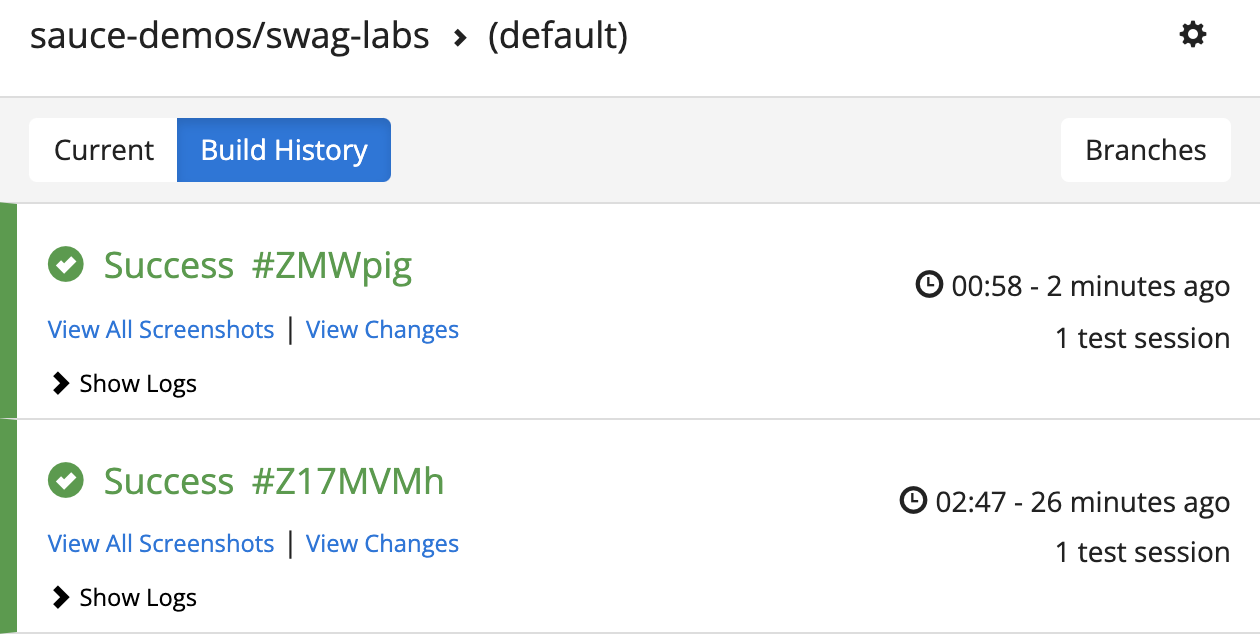 sauce-demos/swag-labs > (default)
Current
Build History
Branches
Success #ZMWpig
00:58 - 2 minutes ago
View All Screenshots | View Changes
1 test session
Show Logs
Success #Z17MVMh
02:47 - 26 minutes ago
View All Screenshots | View Changes
1 test session
Show Logs